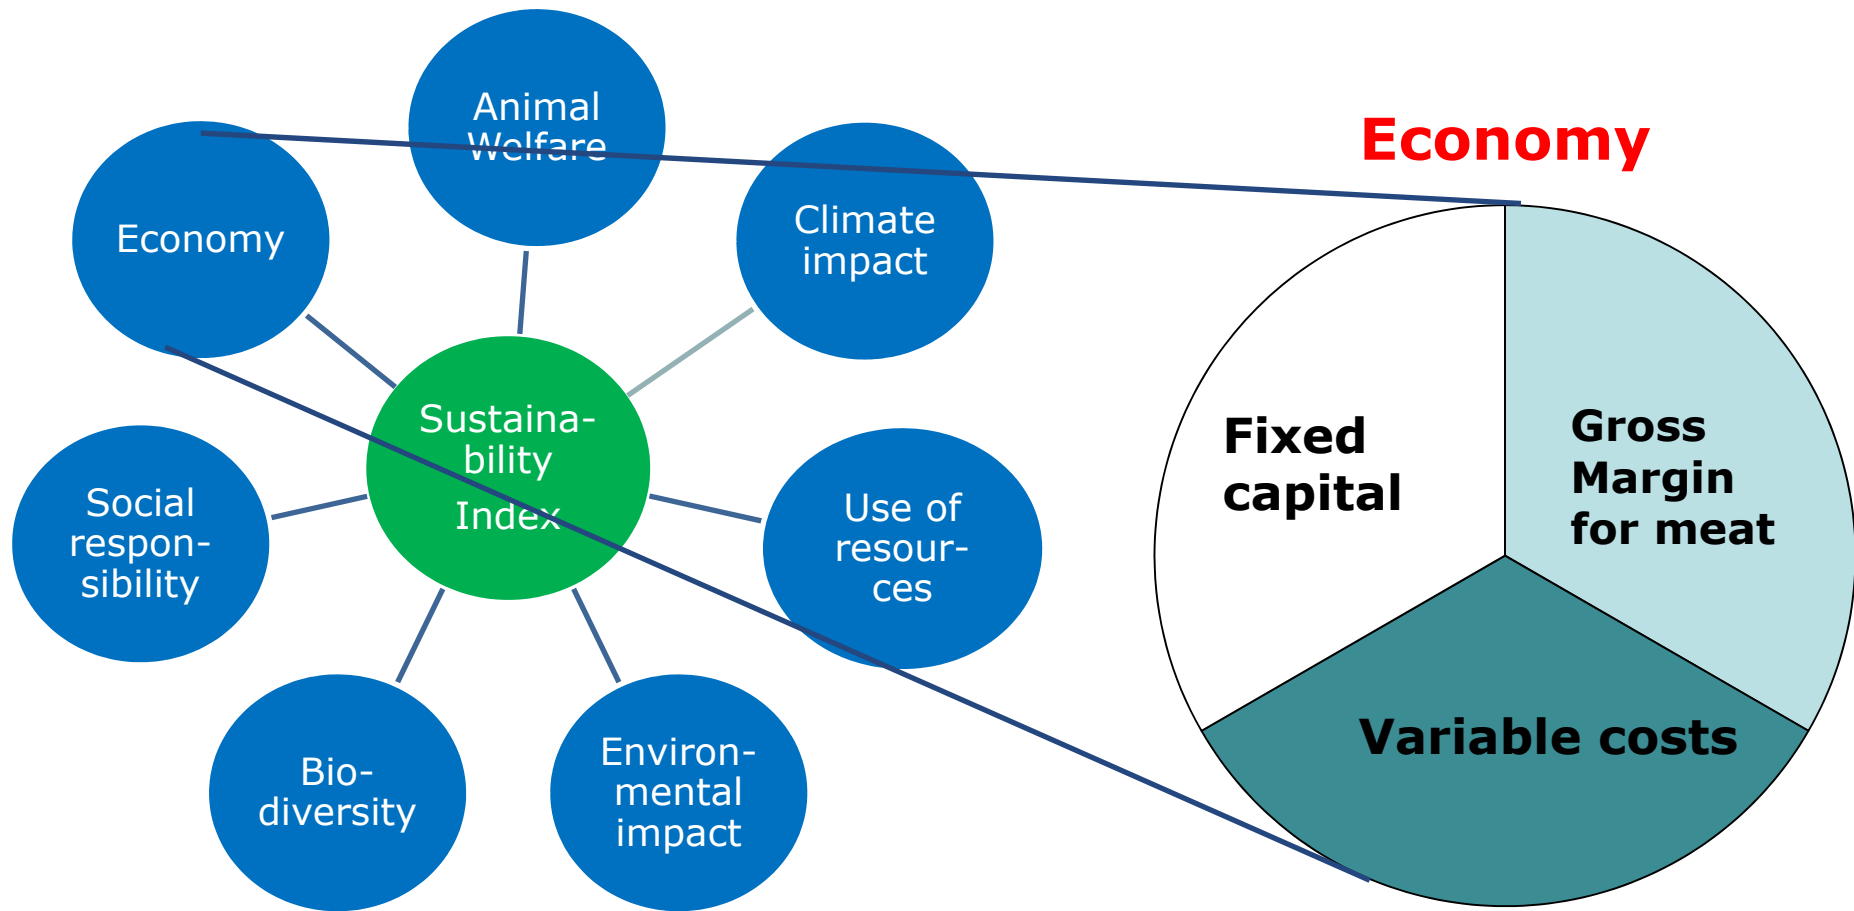 Animal
Welfare
Economy
Climate
impact
Economy
Sustaina-
bility
Index
Fixed
capital
Gross
Margin
for meat
Social
respon-
sibility
Use of
resour-
ces
Variable costs
Bio-
diversity
Environ-
mental
impact